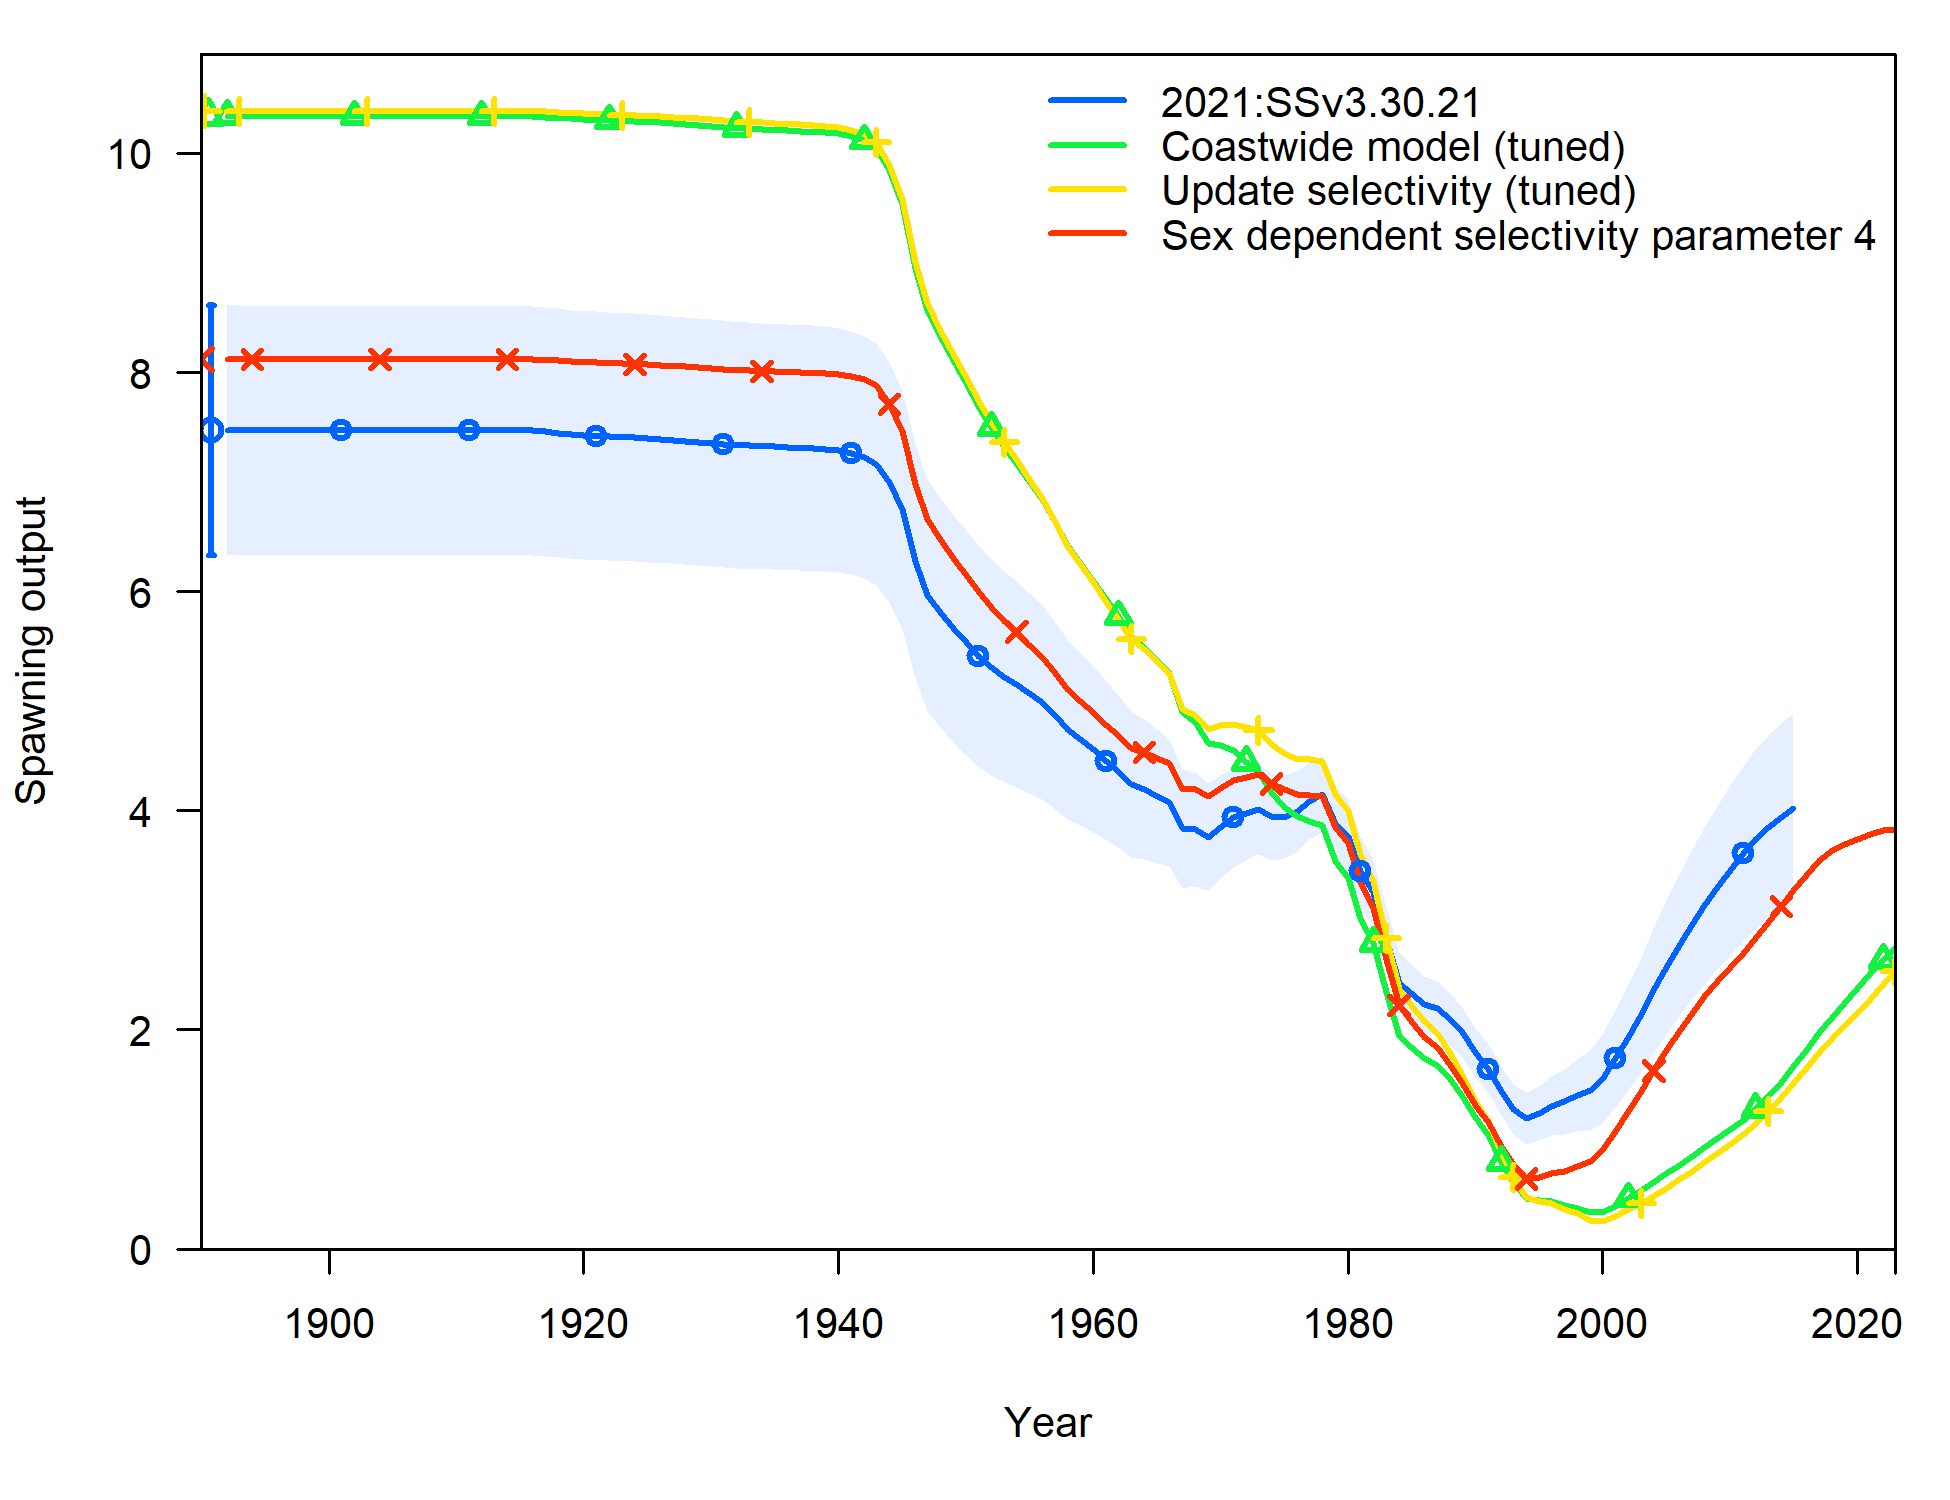 2021:SSv3.30.21
Coastwide model (tuned)
Update selectivity (tuned)
Sex dependent selectivity parameter 4
Spawning output
10
8
6
4
2
0
1900 1920 1940 1960 1980 2000 2020
Year